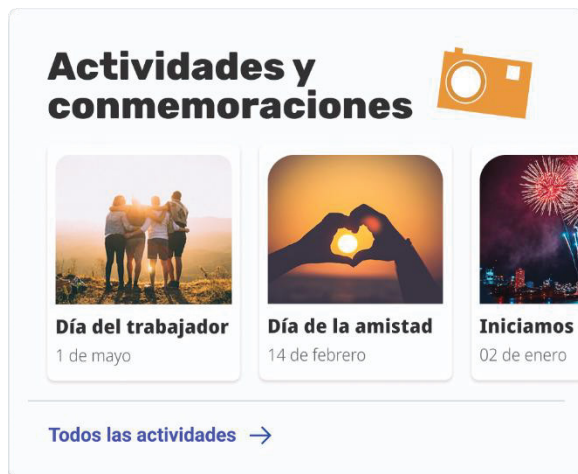 Actividades y
conmemoraciones
Día del trabajador
1 de mayo
Día de la amistad
14 de febrero
Iniciamos
02 de enero
Todos las actividades